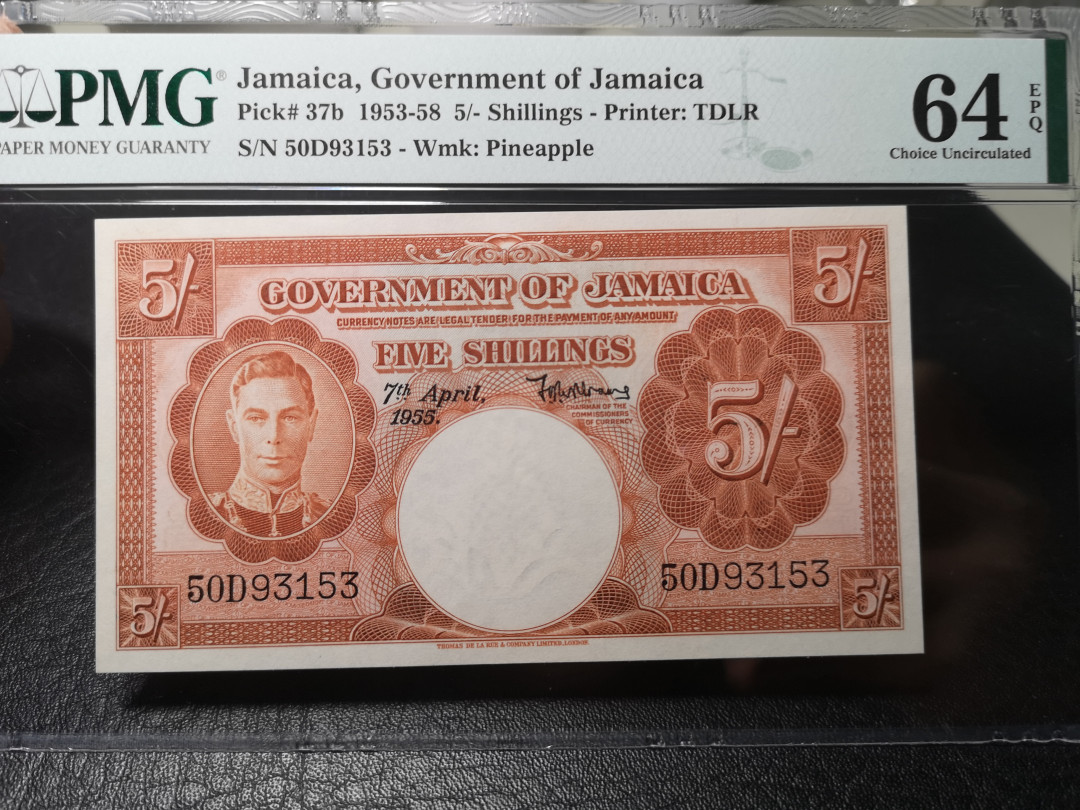 PMG®
PAPER MONEY GUARANTY
Jamaica, Government of Jamaica
Pick# 37b 1953-58 5/- Shillings - Printer: TDLR
S/N 50D93153 - Wmk: Pineapple
64
EPQ
Choice Uncirculated
5/-
5/-
GOVERNMENT OF JAMAICA
CURRENCY NOTES ARE LEGAL TENDER FOR THE PAYMENT OF ANY AMOUNT
FIVE SHILLINGS
7th April,
1955.
CHAIRMAN OF THE
COMMISSIONERS
OF CURRENCY
5/-
50D93153
50D93153
5/-
5/-
THOMAS DE LA RUE & COMPANY LIMITED, LONDON